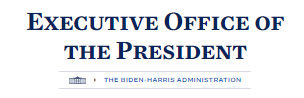 EXECUTIVE OFFICE OF
THE PRESIDENT
THE BIDEN-HARRIS ADMINISTRATION